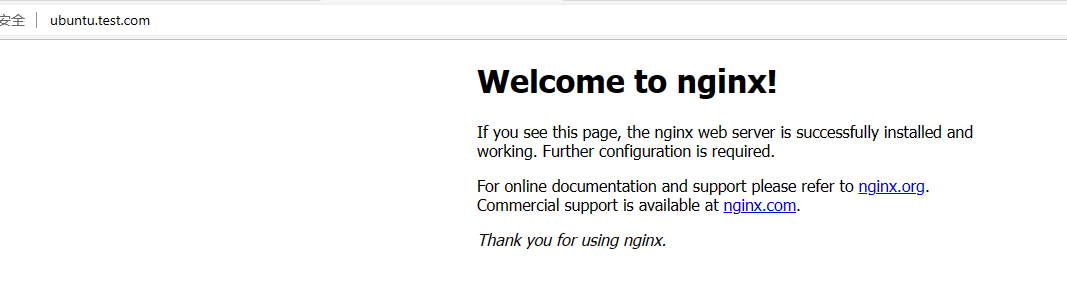 安全 ubuntu.test.com
Welcome to nginx!
If you see this page, the nginx web server is successfully installed and
working. Further configuration is required.
For online documentation and support please refer to nginx.org.
Commercial support is available at nginx.com.
Thank you for using nginx.